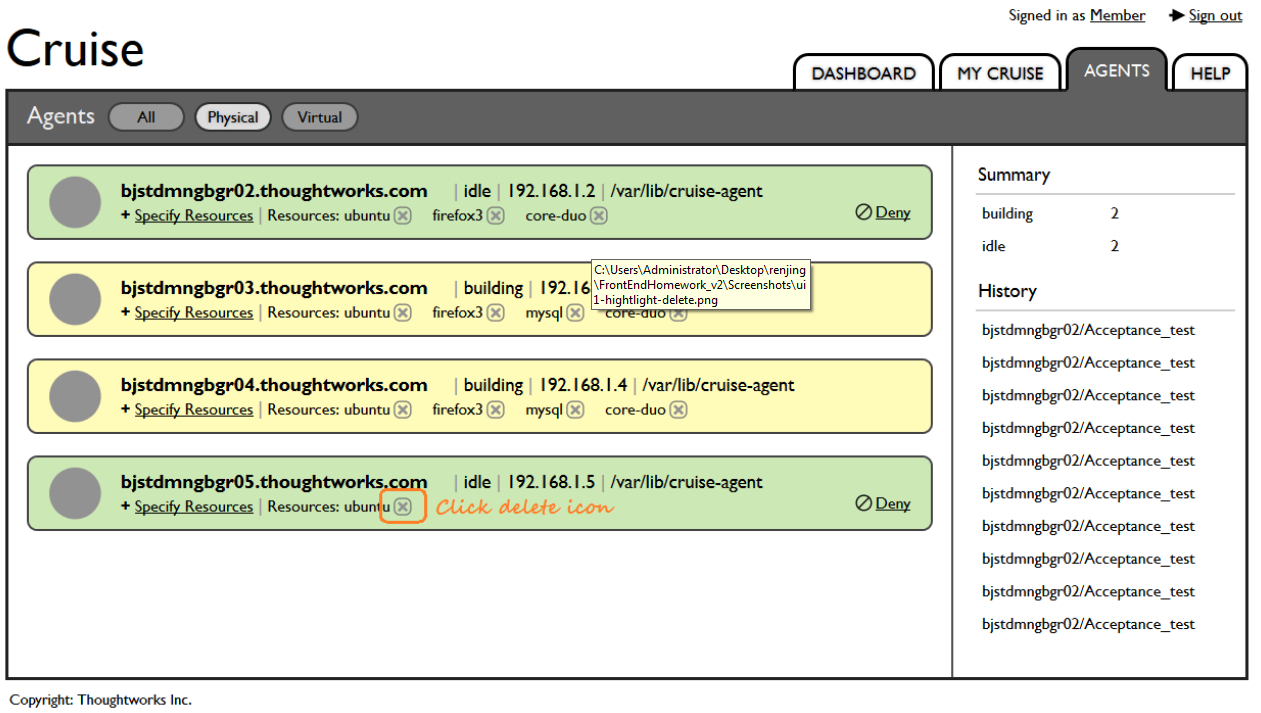 Signed in as Member Sign out
Cruise
DASHBOARD MY CRUISE AGENTS HELP
Agents All Physical Virtual
bjstdmngbgr02.thoughtworks.com | idle | 192.168.1.2 | /var/lib/cruise-agent
+ Specify Resources | Resources: ubuntu firefox3 core-duo
Deny
bjstdmngbgr03.thoughtworks.com | building | 192.16
+ Specify Resources | Resources: ubuntu firefox3 mysql core-duo
C:\Users\Administrator\Desktop\renjing
\FrontEndHomework_v2\Screenshots\ui
1-hightlight-delete.png
bjstdmngbgr04.thoughtworks.com | building | 192.168.1.4 | /var/lib/cruise-agent
+ Specify Resources | Resources: ubuntu firefox3 mysql core-duo
bjstdmngbgr05.thoughtworks.com | idle | 192.168.1.5 | /var/lib/cruise-agent
+ Specify Resources | Resources: ubuntu Click delete icon
Deny
Summary
building 2
idle 2
History
bjstdmngbgr02/Acceptance_test
bjstdmngbgr02/Acceptance_test
bjstdmngbgr02/Acceptance_test
bjstdmngbgr02/Acceptance_test
bjstdmngbgr02/Acceptance_test
bjstdmngbgr02/Acceptance_test
bjstdmngbgr02/Acceptance_test
bjstdmngbgr02/Acceptance_test
bjstdmngbgr02/Acceptance_test
bjstdmngbgr02/Acceptance_test
Copyright: Thoughtworks Inc.